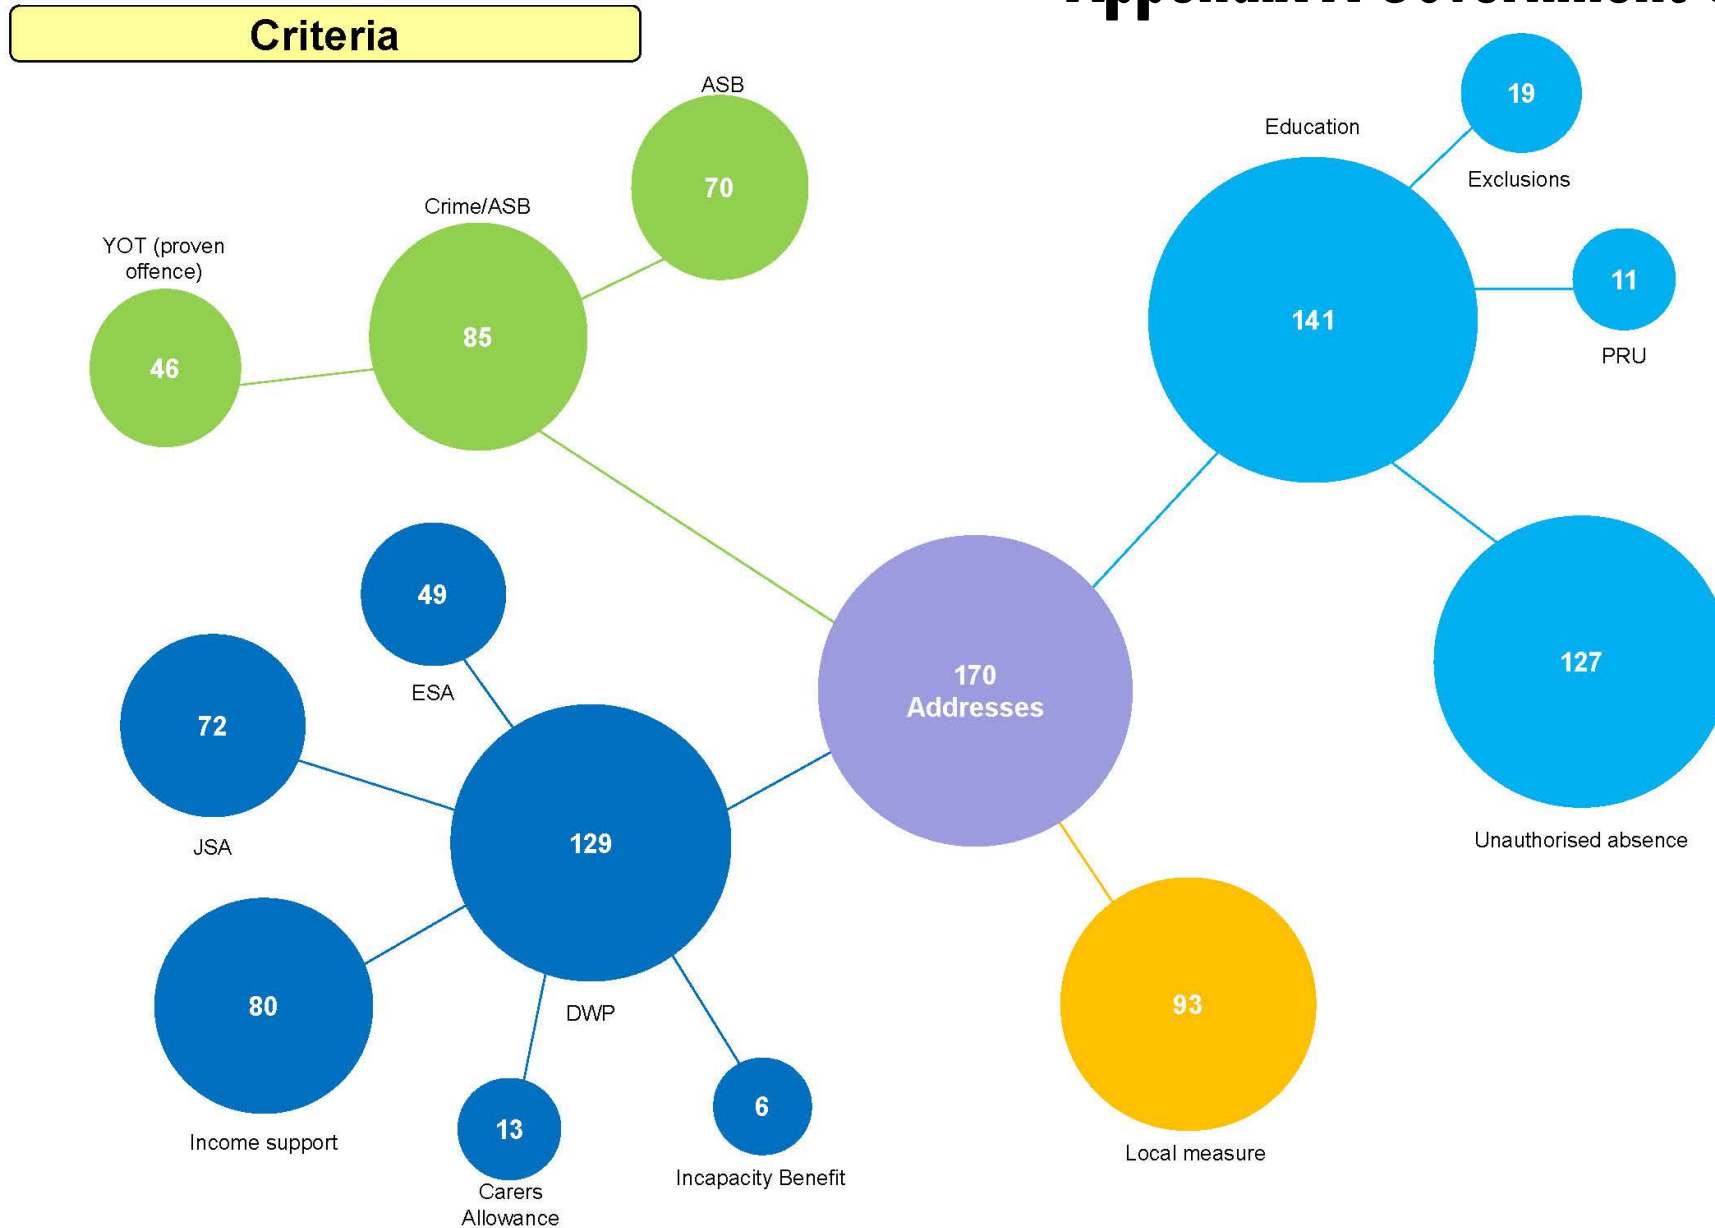 Criteria
ASB
70
Crime/ASB
85
YOT (proven
offence)
46
Education
141
19
Exclusions
11
PRU
127
Unauthorised absence
170
Addresses
49
ESA
72
JSA
129
DWP
80
Income support
13
Carers
Allowance
6
Incapacity Benefit
93
Local measure